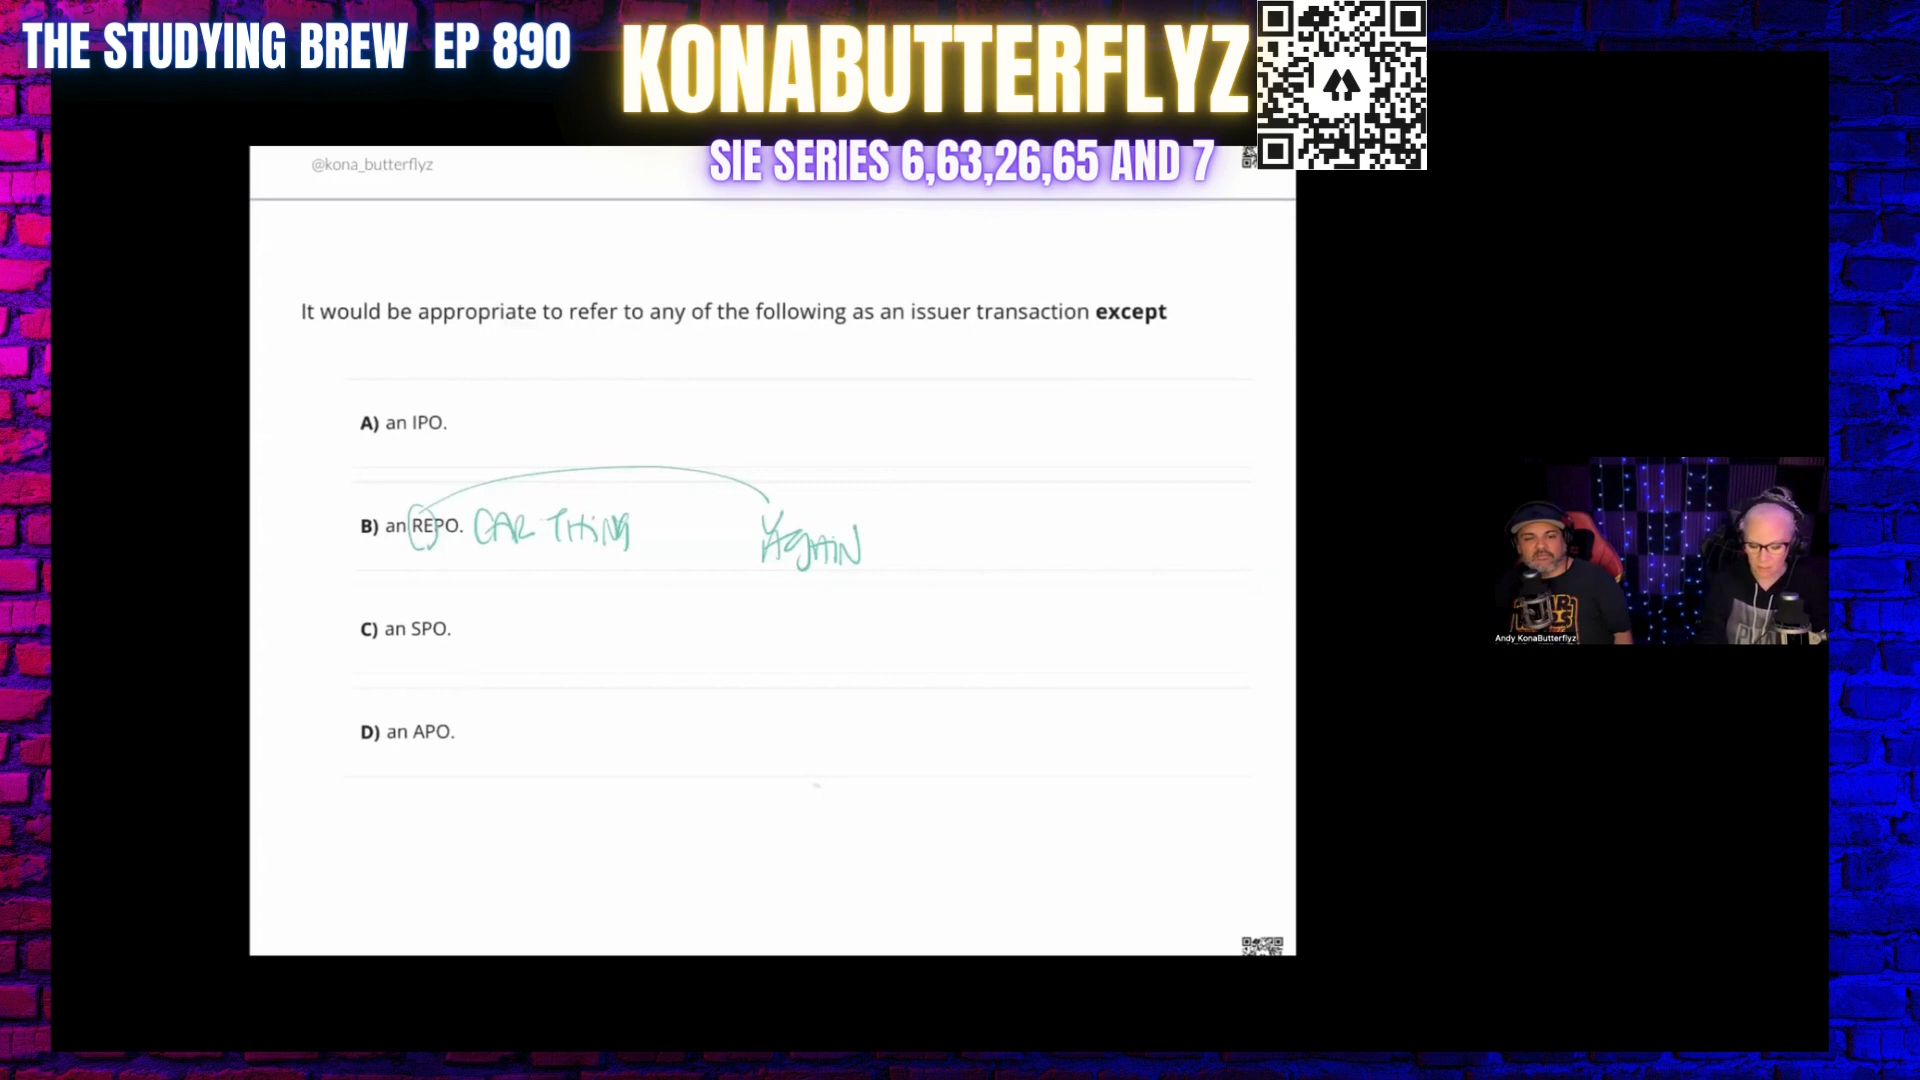 THE STUDYING BREW EP 890
KONABUTTERFLYZ
SIE SERIES 6,63,26,65 AND 7
@kona_butterflyz
It would be appropriate to refer to any of the following as an issuer transaction except
A) an IPO.
B) an REPO. CAR THING AGAIN
C) an SPO.
D) an APO.
Andy KonaButterflyz